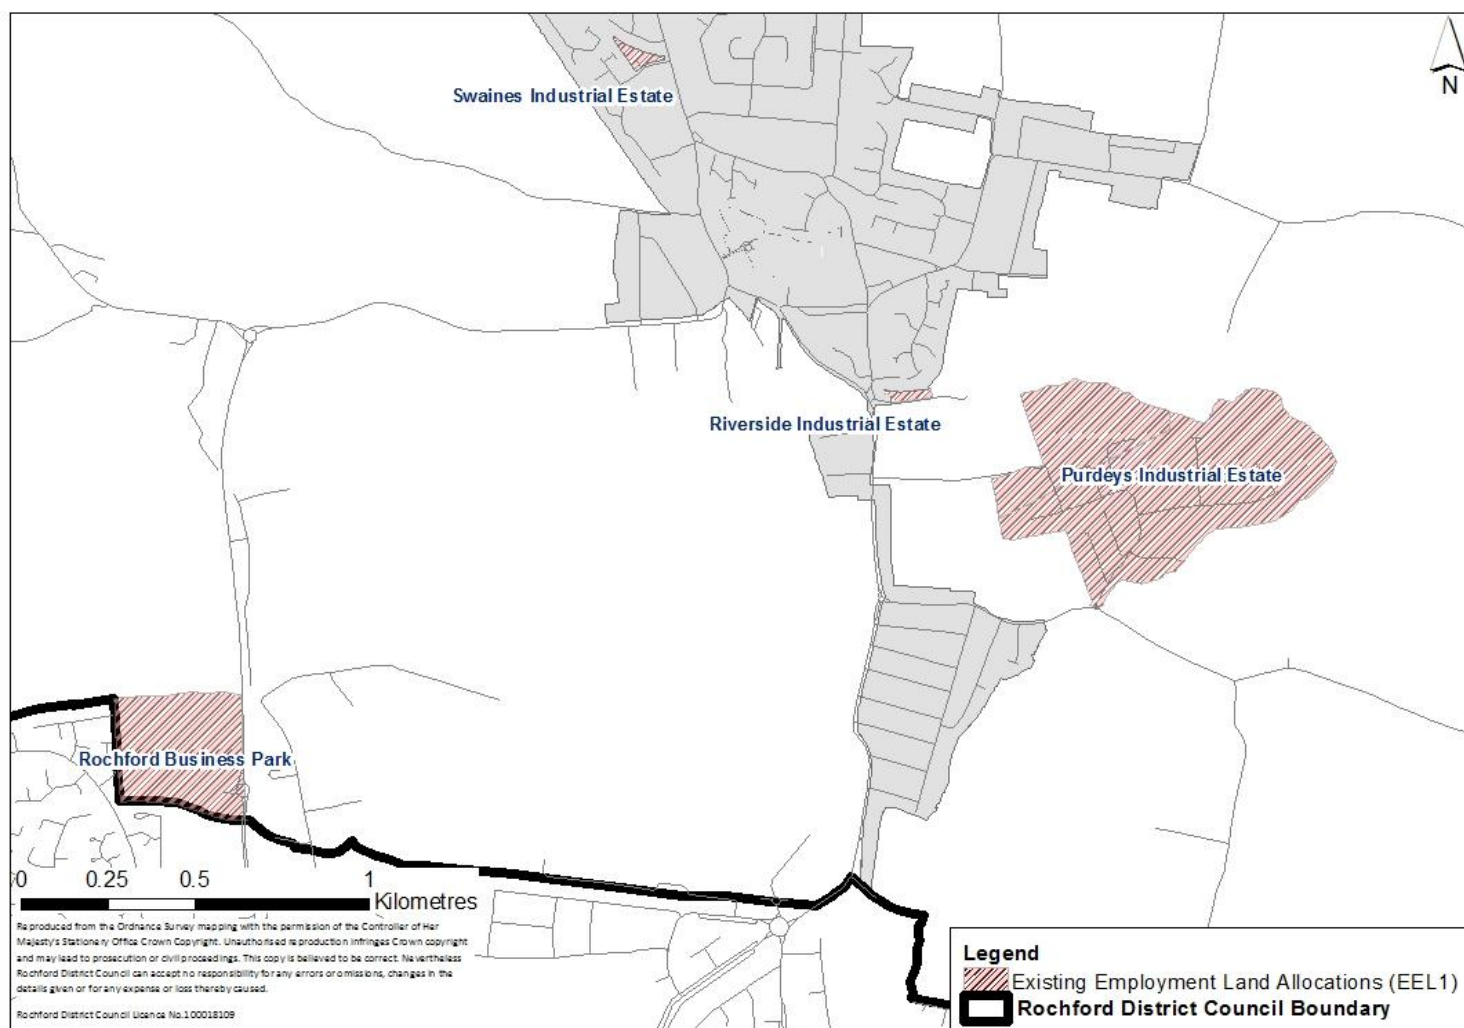 N
Swaines Industrial Estate
Riverside Industrial Estate
Purdeys Industrial Estate
Rochford Business Park
0 0.25 0.5 1
Kilometres
Reproduced from the Ordnance Survey mapping with the permission of the Controller of Her
Majesty's Stationery Office Crown Copyright. Unauthorised reproduction infringes Crown copyright
and may lead to prosecution or civil proceedings. This copy is believed to be correct. Nevertheless
Rochford District Council can accept no responsibility for any errors or omissions, changes in the
details given or for any expense or loss thereby caused.
Rochford District Council Licence No.100018109
Legend
Existing Employment Land Allocations (EEL1)
Rochford District Council Boundary